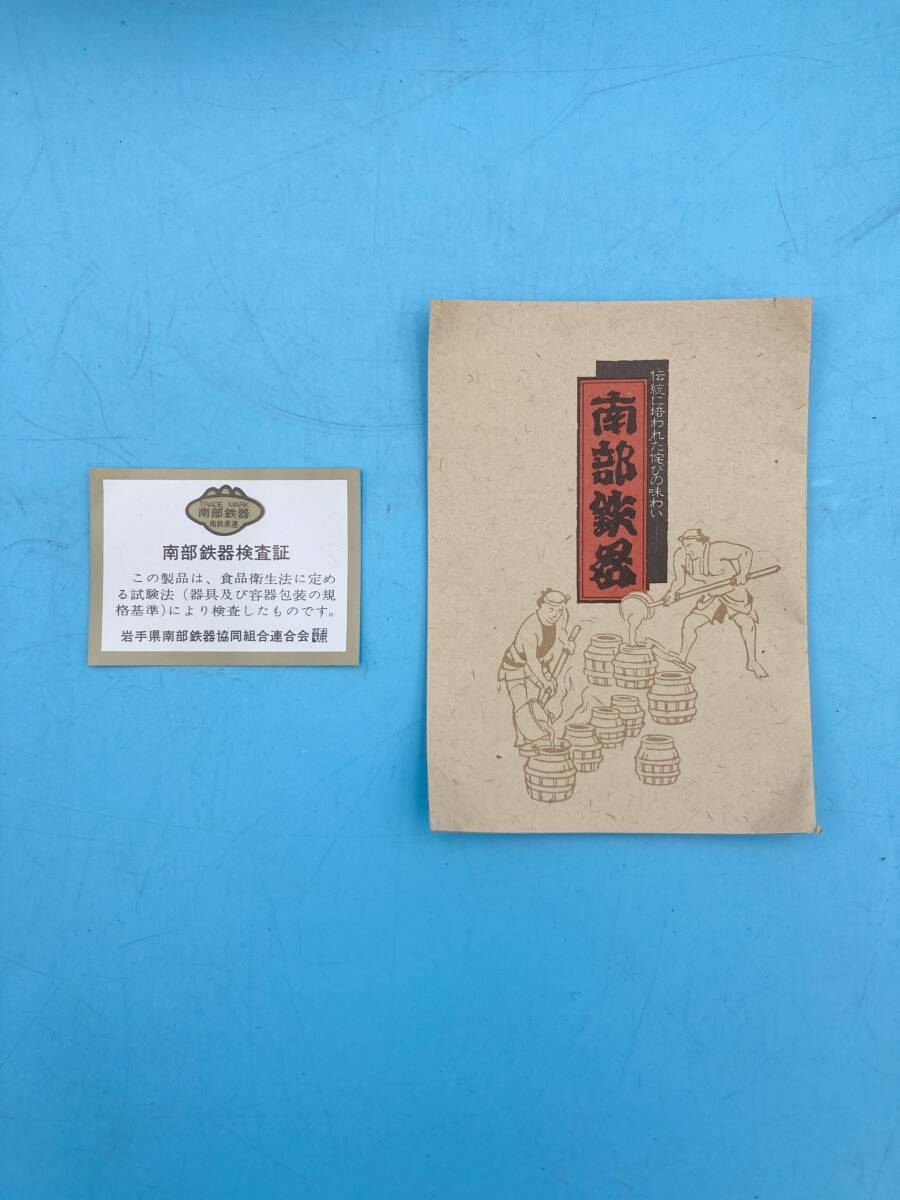 TRADE MARK
南部鉄器
南鉄県連
南部鉄器検査証
この製品は、食品衛生法に定め
る試験法（器具及び容器包装の規
格基準）により検査したものです。
岩手県南部鉄器協同組合連合会
伝統に培われた侘びの味わい
南部鉄器